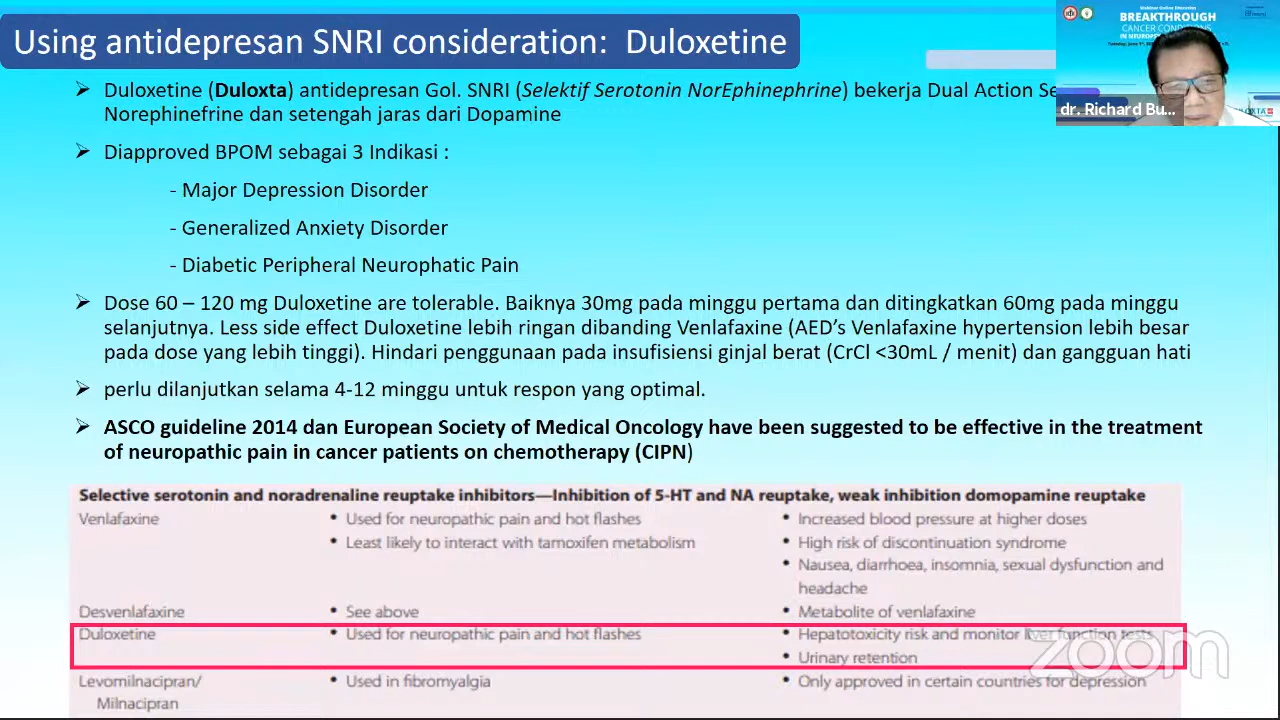 Using antidepresan SNRI consideration: Duloxetine
Webinar Online Education
BREAKTHROUGH
CANCER CONDITIONS
IN NEUROP
dr. Richard Bu...
➢ Duloxetine (Duloxta) antidepresan Gol. SNRI (Selektif Serotonin NorEphinephrine) bekerja Dual Action Se
Norephinefrine dan setengah jaras dari Dopamine
➢ Diapproved BPOM sebagai 3 Indikasi :
- Major Depression Disorder
- Generalized Anxiety Disorder
- Diabetic Peripheral Neurophatic Pain
➢ Dose 60 – 120 mg Duloxetine are tolerable. Baiknya 30mg pada minggu pertama dan ditingkatkan 60mg pada minggu
selanjutnya. Less side effect Duloxetine lebih ringan dibanding Venlafaxine (AED’s Venlafaxine hypertension lebih besar
pada dose yang lebih tinggi). Hindari penggunaan pada insufisiensi ginjal berat (CrCl <30mL / menit) dan gangguan hati
➢ perlu dilanjutkan selama 4-12 minggu untuk respon yang optimal.
➢ ASCO guideline 2014 dan European Society of Medical Oncology have been suggested to be effective in the treatment
of neuropathic pain in cancer patients on chemotherapy (CIPN)
Selective serotonin and noradrenaline reuptake inhibitors—Inhibition of 5-HT and NA reuptake, weak inhibition domopamine reuptake
Venlafaxine • Used for neuropathic pain and hot flashes • Increased blood pressure at higher doses
• Least likely to interact with tamoxifen metabolism • High risk of discontinuation syndrome
• Nausea, diarrhoea, insomnia, sexual dysfunction and
headache
Desvenlafaxine • See above • Metabolite of venlafaxine
Duloxetine • Used for neuropathic pain and hot flashes • Hepatotoxicity risk and monitor liver function tests
• Urinary retention
Levomilnacipran/ • Used in fibromyalgia • Only approved in certain countries for depression
Milnacipran
zoom